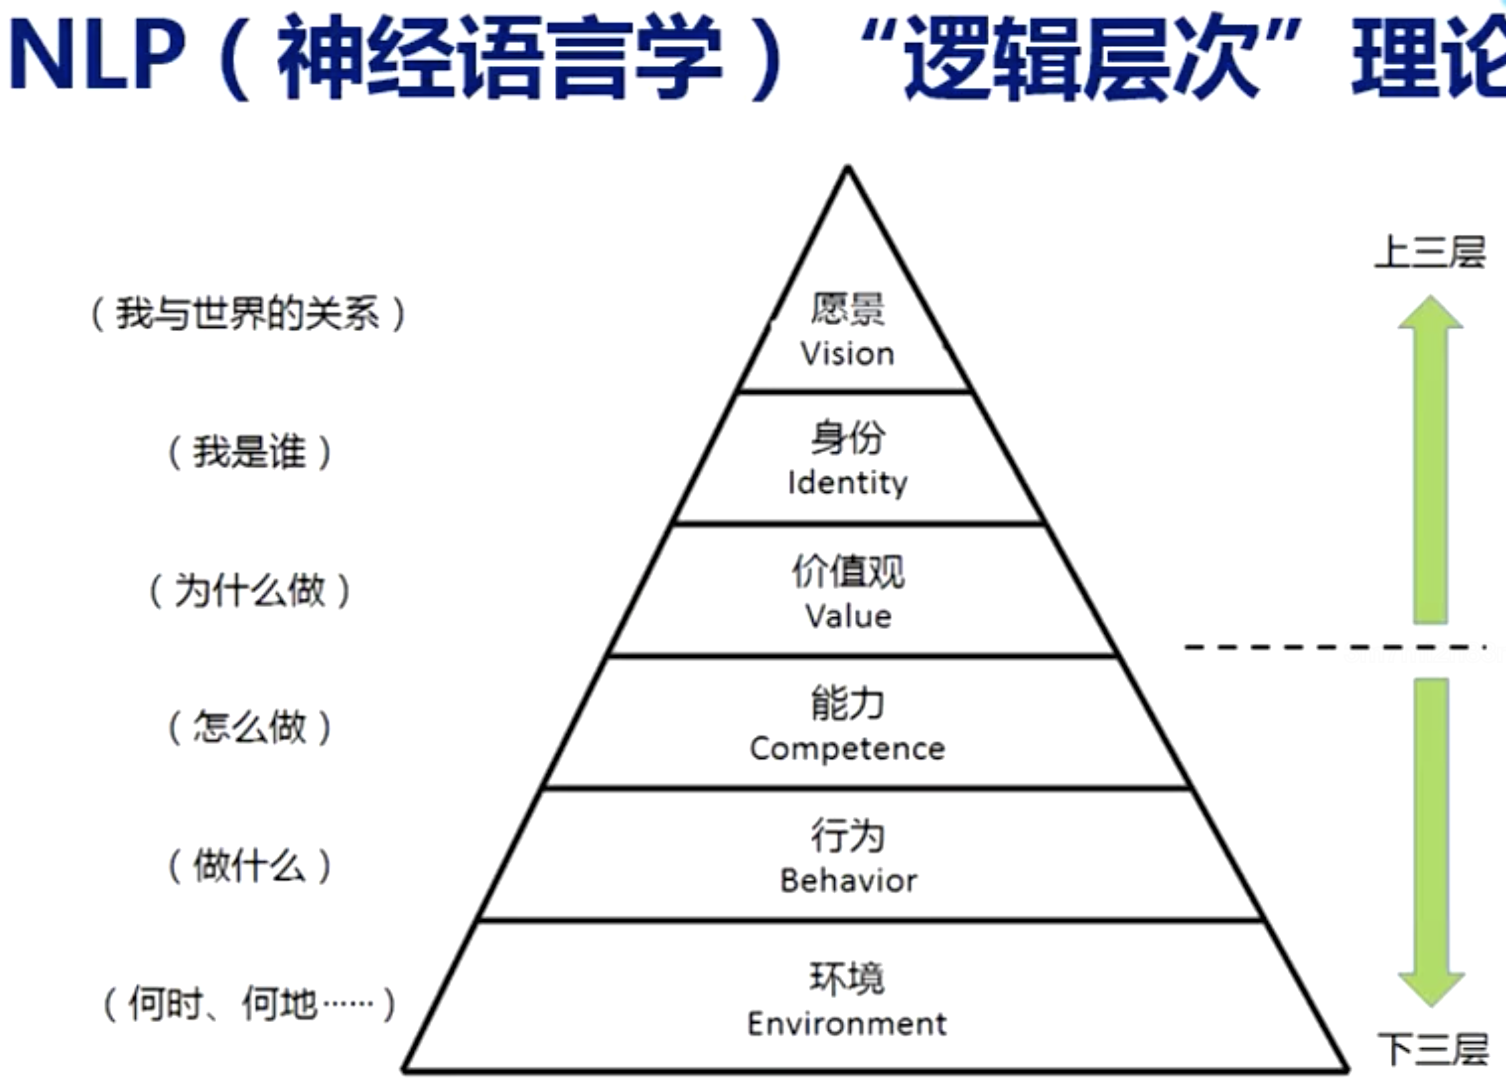 NLP（神经语言学）“逻辑层次”理论
上三层
（我与世界的关系）
愿景
Vision
（我是谁）
身份
Identity
（为什么做）
价值观
Value
（怎么做）
能力
Competence
（做什么）
行为
Behavior
（何时、何地……）
环境
Environment
下三层